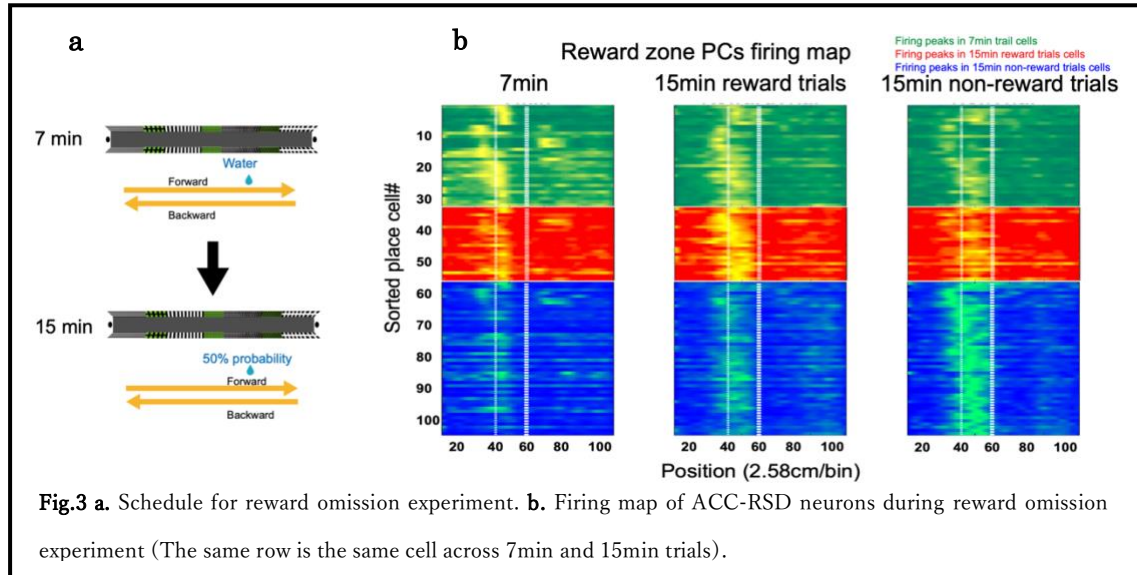 a
7 min
Water
Forward
Backward
15 min
50% probability
Forward
Backward
b
Reward zone PCs firing map
Firing peaks in 7min trail cells
Firing peaks in 15min reward trials cells
Friring peaks in 15min non-reward trials cells
7min
15min reward trials
15min non-reward trials
Sorted place cell#
10
20
30
40
50
60
70
80
90
100
20 40 60 80 100
20 40 60 80 100
20 40 60 80 100
Position (2.58cm/bin)
Fig.3 a. Schedule for reward omission experiment. b. Firing map of ACC-RSD neurons during reward omission
experiment (The same row is the same cell across 7min and 15min trials).